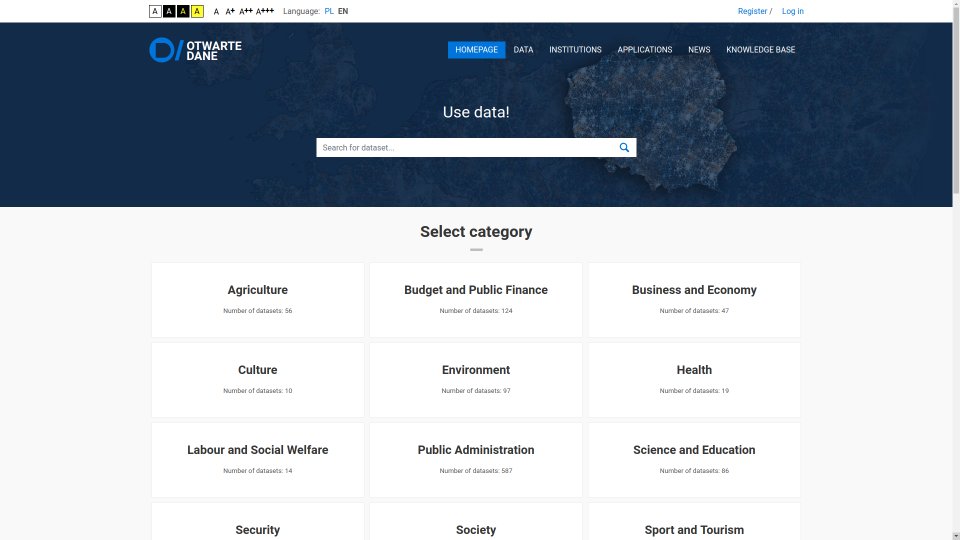 A A A A A A+ A++ A+++ Language: PL EN Register / Log in
OTWARTE
DANE
HOMEPAGE DATA INSTITUTIONS APPLICATIONS NEWS KNOWLEDGE BASE
Use data!
Search for dataset...
Select category
Agriculture
Number of datasets: 56
Budget and Public Finance
Number of datasets: 124
Business and Economy
Number of datasets: 47
Culture
Number of datasets: 10
Environment
Number of datasets: 97
Health
Number of datasets: 19
Labour and Social Welfare
Number of datasets: 14
Public Administration
Number of datasets: 587
Science and Education
Number of datasets: 86
Security
Society
Sport and Tourism